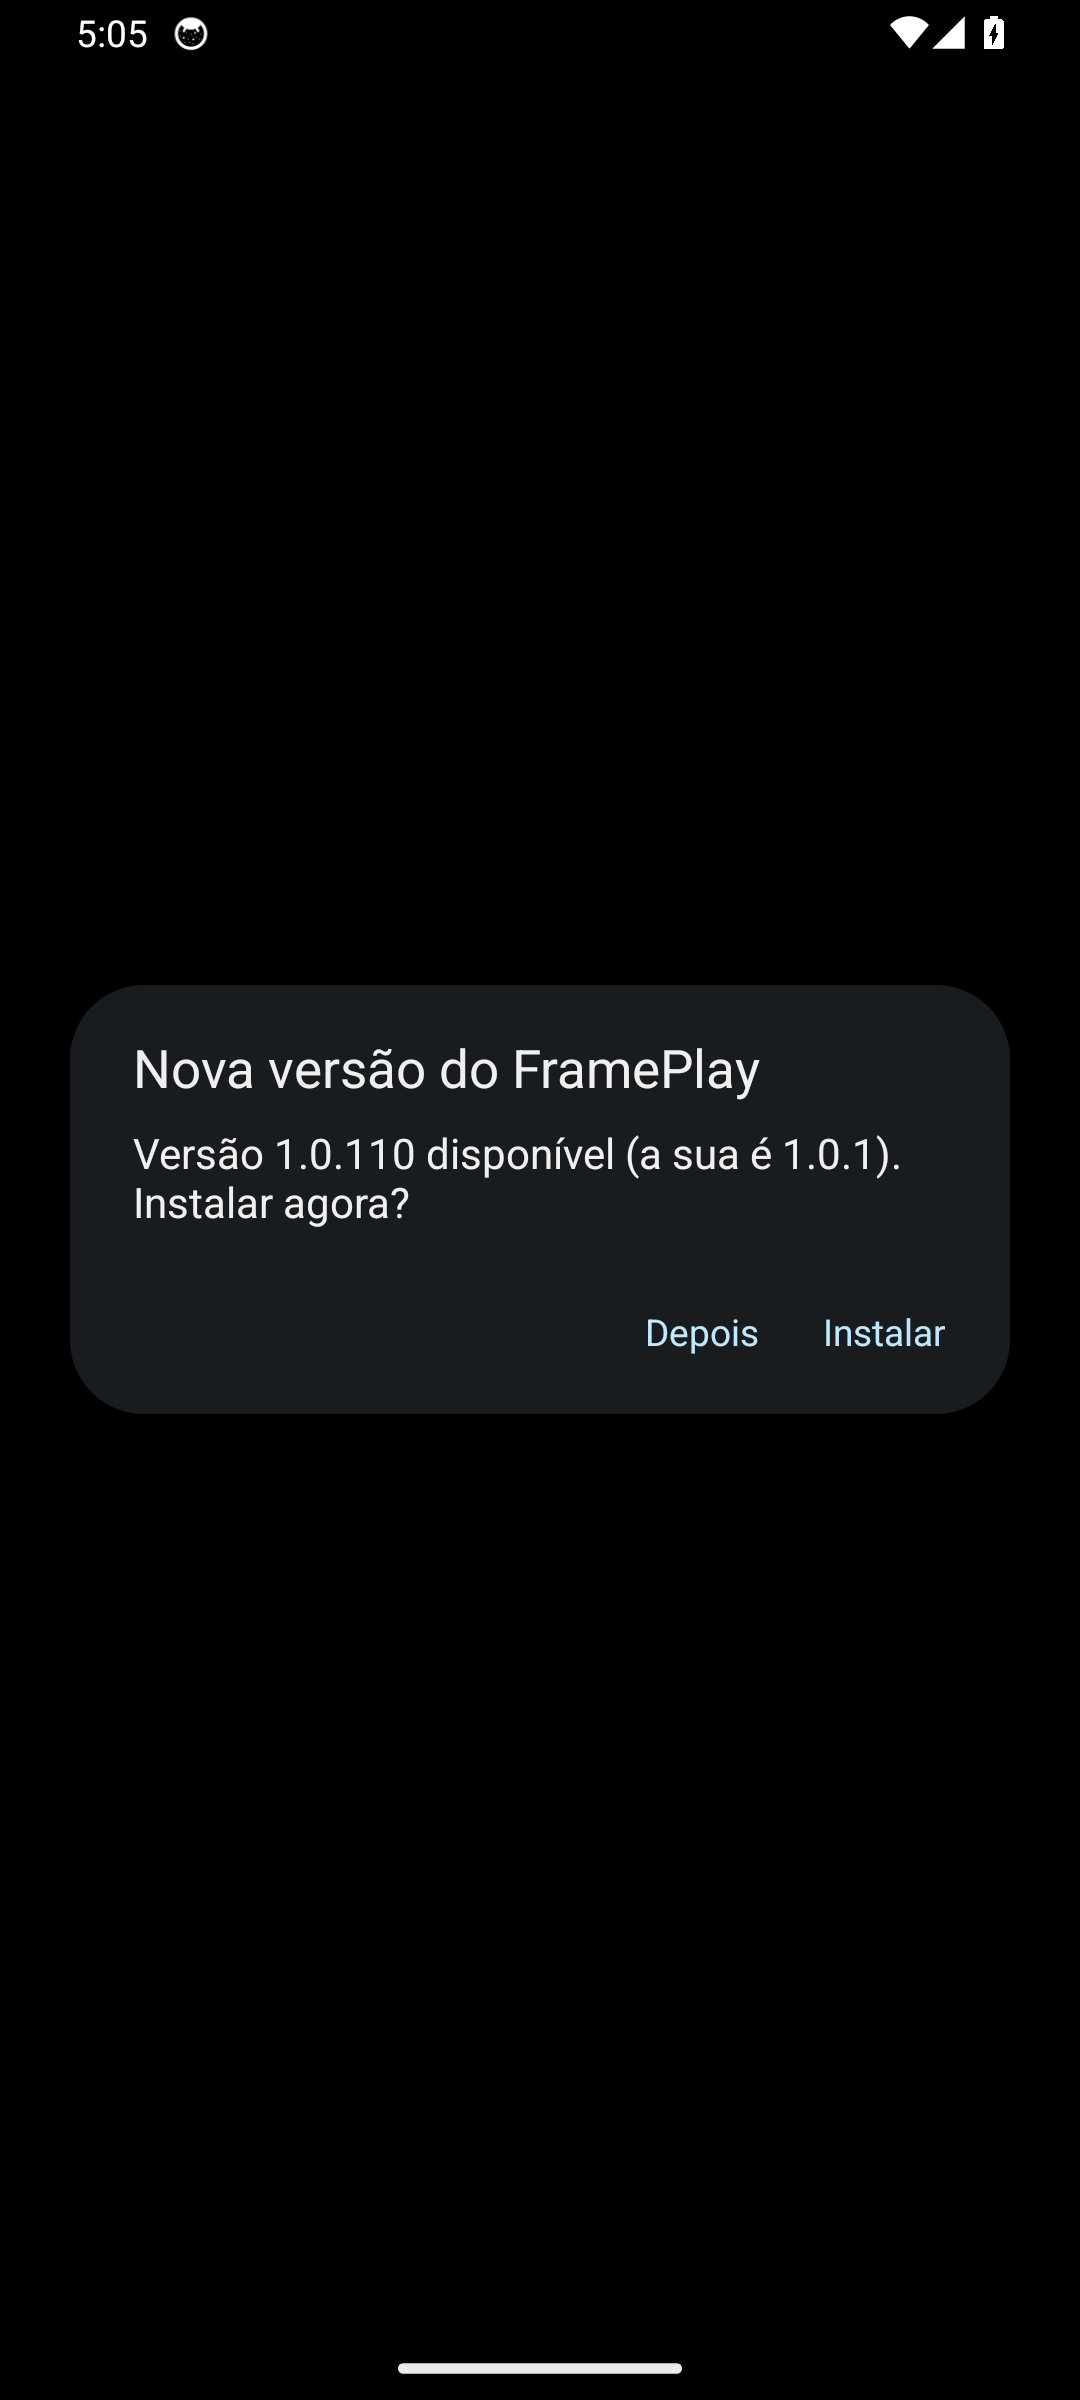 5:05
Nova versão do FramePlay
Versão 1.0.110 disponível (a sua é 1.0.1).
Instalar agora?
Depois Instalar